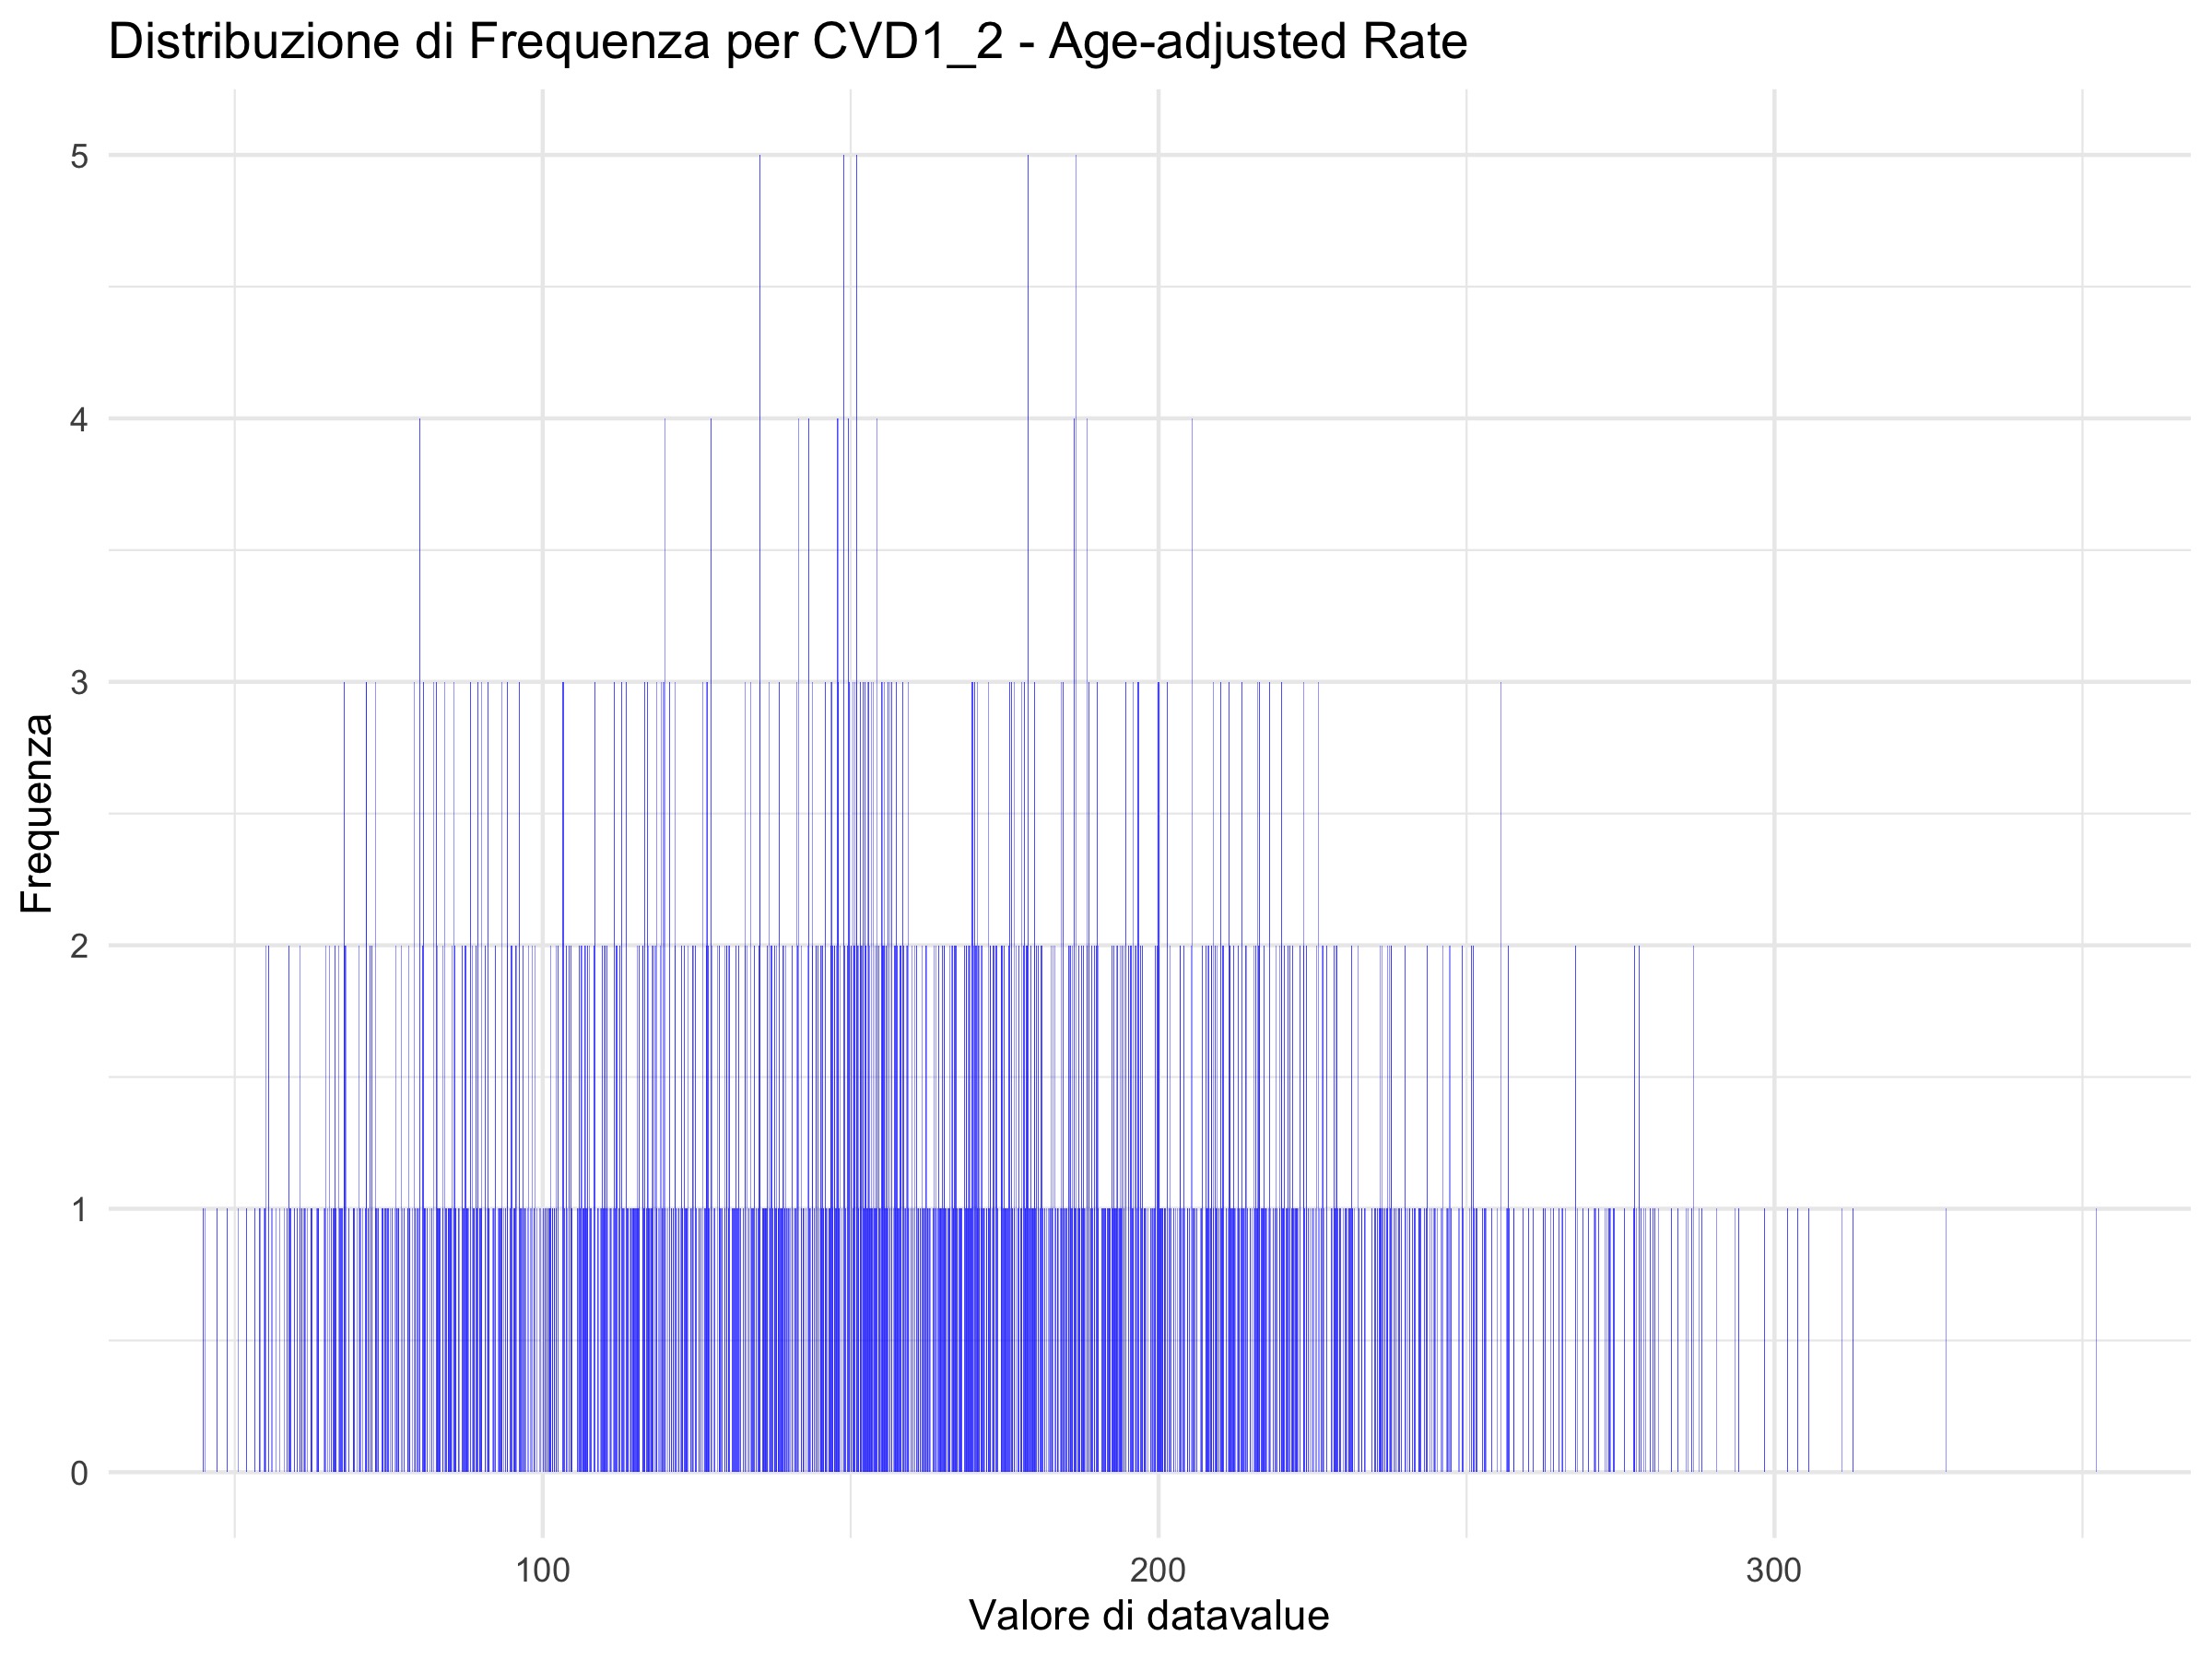 Distribuzione di Frequenza per CVD1_2 - Age-adjusted Rate
Frequenza
5
4
3
2
1
0
100 200 300
Valore di datavalue